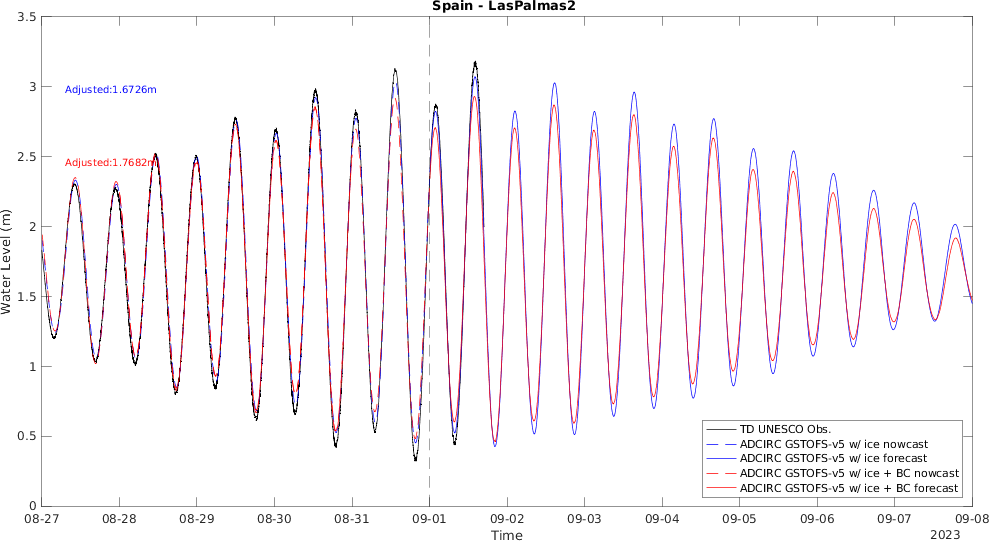 Spain - LasPalmas2
3.5
3
2.5
2
1.5
1
0.5
0
Water Level (m)
Adjusted:1.6726m
Adjusted:1.7682m
TD UNESCO Obs.
ADCIRC GSTOFS-v5 w/ ice nowcast
ADCIRC GSTOFS-v5 w/ ice forecast
ADCIRC GSTOFS-v5 w/ ice + BC nowcast
ADCIRC GSTOFS-v5 w/ ice + BC forecast
08-27 08-28 08-29 08-30 08-31 09-01 09-02 09-03 09-04 09-05 09-06 09-07 09-08
Time
2023